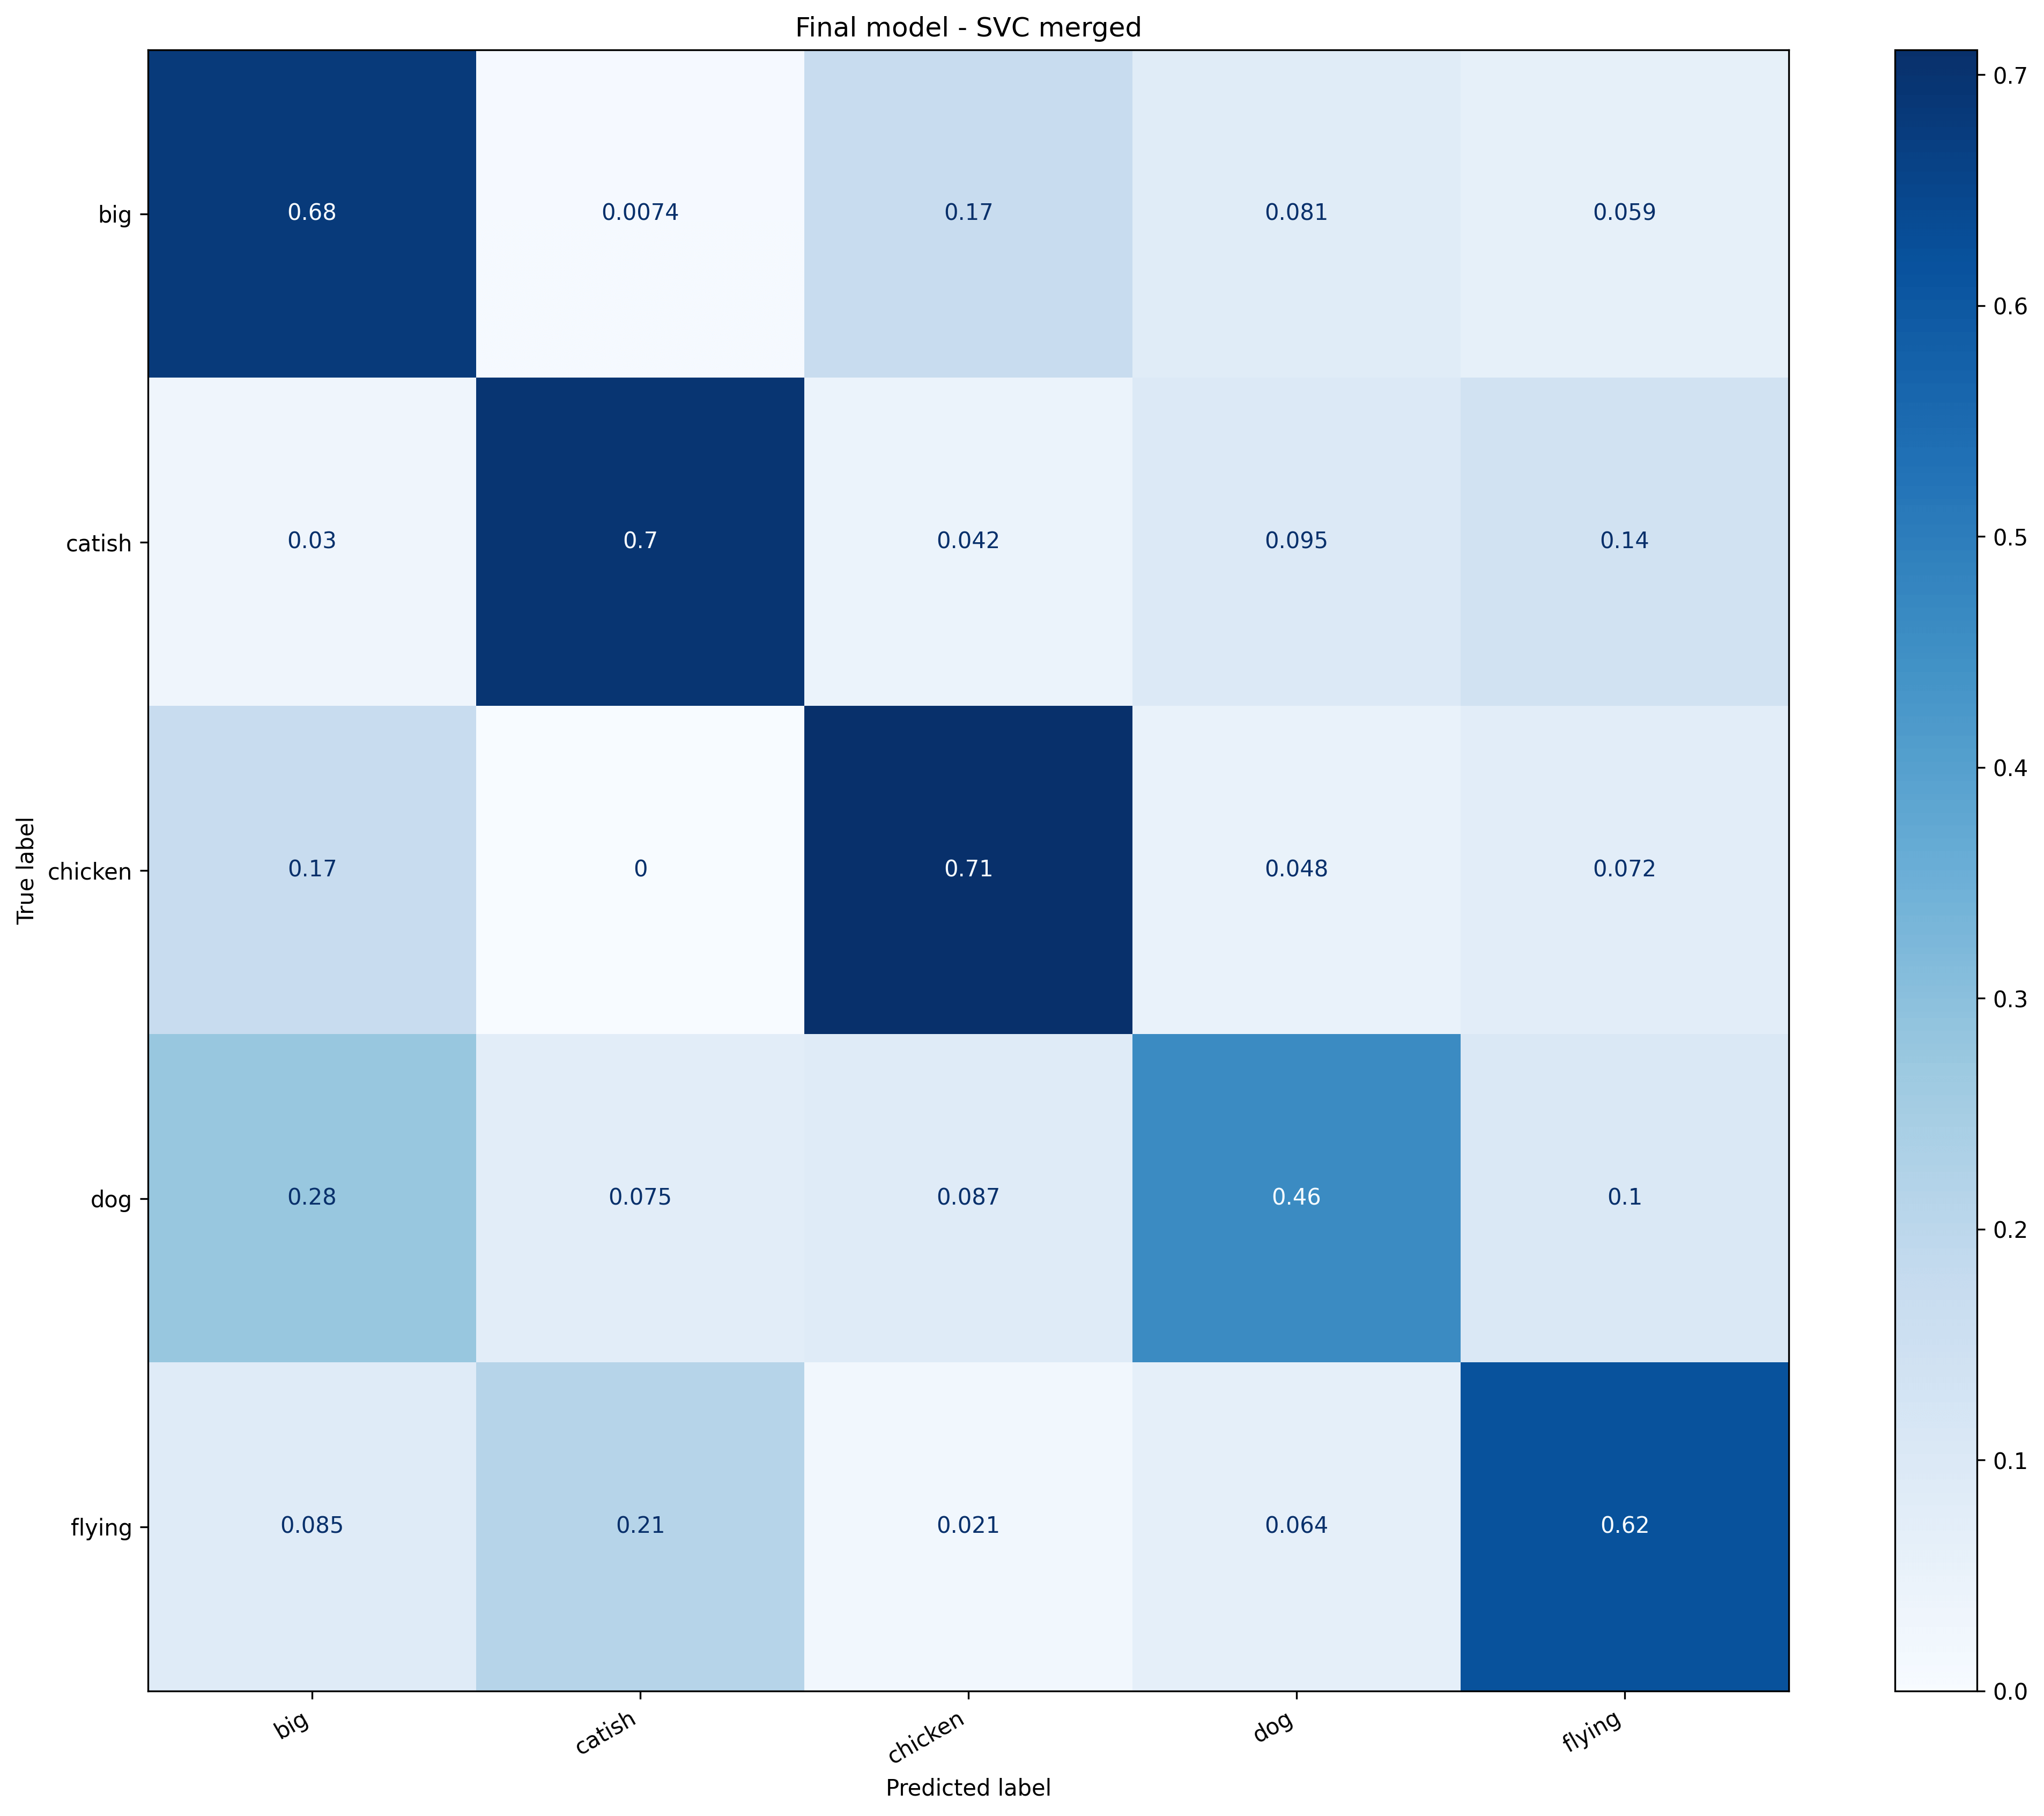 Final model - SVC merged
0.7
0.68 0.0074 0.17 0.081 0.059
big
0.6
0.5
catish 0.03 0.7 0.042 0.095 0.14
0.4
True label
chicken 0.17 0 0.71 0.048 0.072
0.3
dog 0.28 0.075 0.087 0.46 0.1
0.2
0.1
flying 0.085 0.21 0.021 0.064 0.62
0.0
big catish chicken dog flying
Predicted label